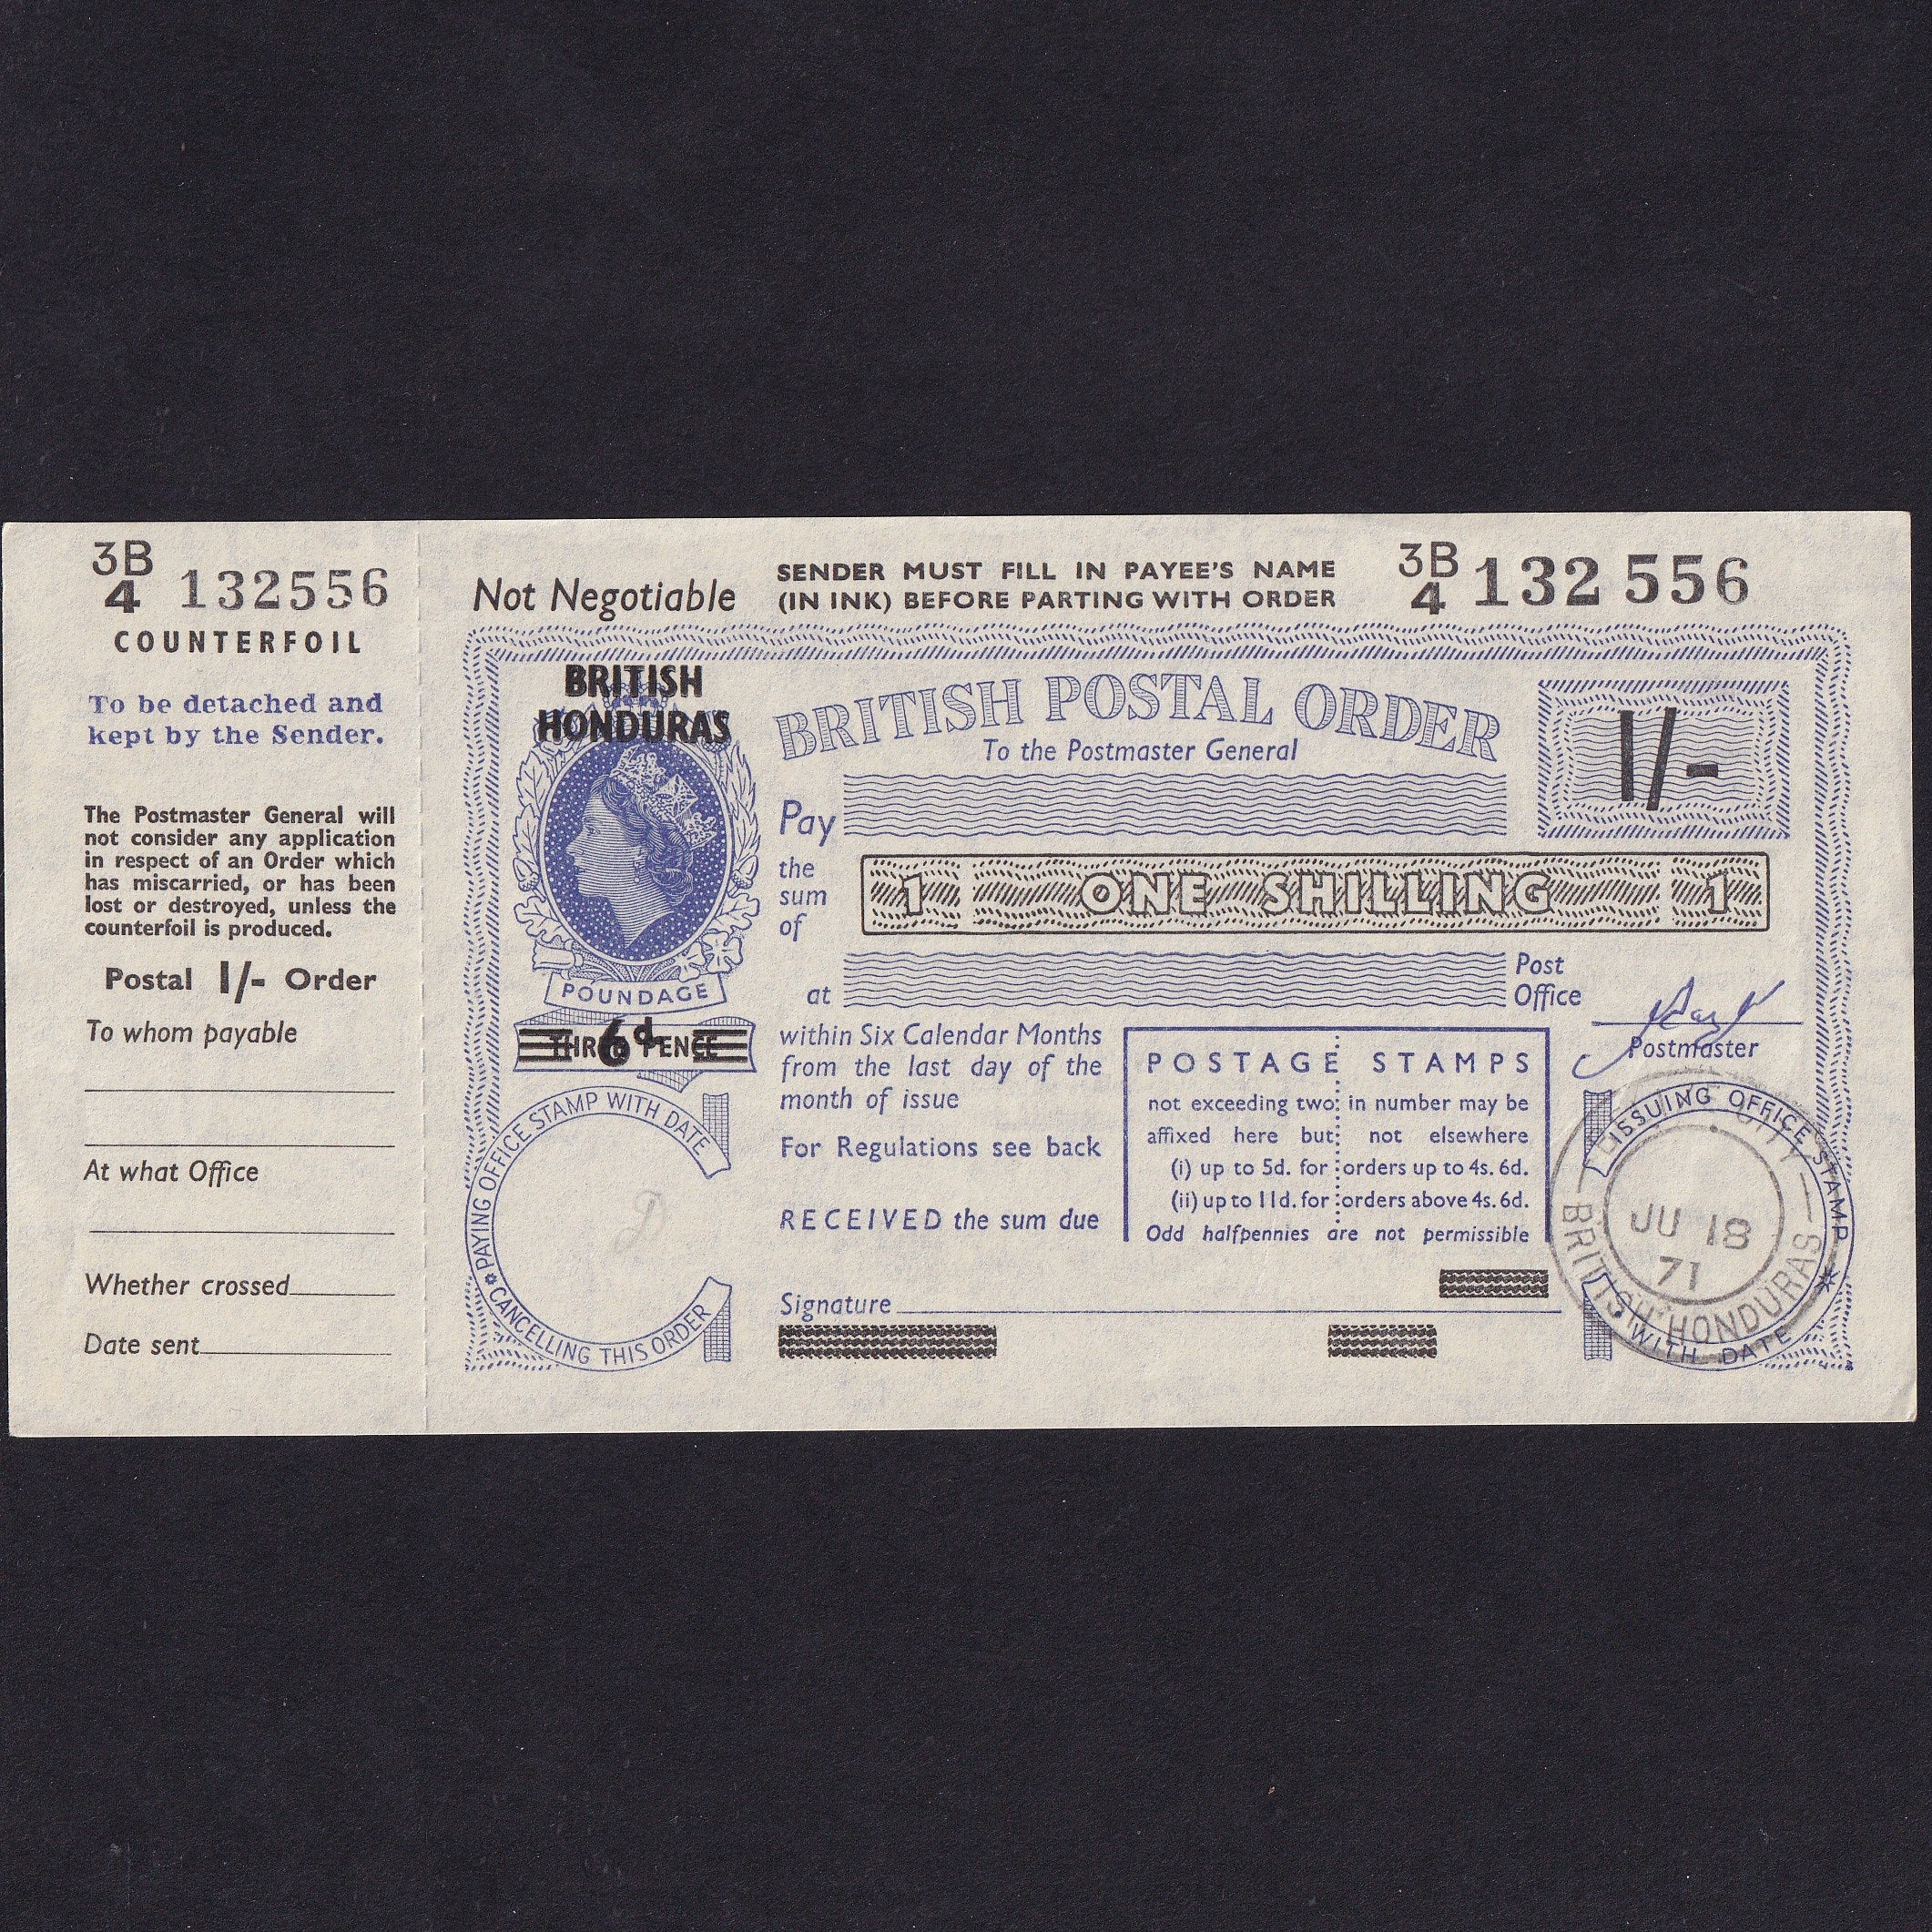 3B
4 132556
COUNTERFOIL
To be detached and
kept by the Sender.
The Postmaster General will
not consider any application
in respect of an Order which
has miscarried, or has been
lost or destroyed, unless the
counterfoil is produced.
Postal 1/- Order
To whom payable
At what Office
Whether crossed
Date sent
Not Negotiable
SENDER MUST FILL IN PAYEE'S NAME
(IN INK) BEFORE PARTING WITH ORDER
3B
4 132 556
BRITISH
HONDURAS
POUNDAGE
THREE PENCE
6d.
PAYING OFFICE STAMP WITH DATE
CANCELLING THIS ORDER
BRITISH POSTAL ORDER
To the Postmaster General
1/-
Pay
the
sum
of
1 ONE SHILLING 1
at
Post
Office
Postmaster
within Six Calendar Months
from the last day of the
month of issue
For Regulations see back
RECEIVED the sum due
Signature
POSTAGE STAMPS
not exceeding two in number may be
affixed here but not elsewhere
(i) up to 5d. for orders up to 4s. 6d.
(ii) up to 11d. for orders above 4s. 6d.
Odd halfpennies are not permissible
ISSUING OFFICE STAMP
WITH DATE
CITY
JU 18
71
BRITISH HONDURAS